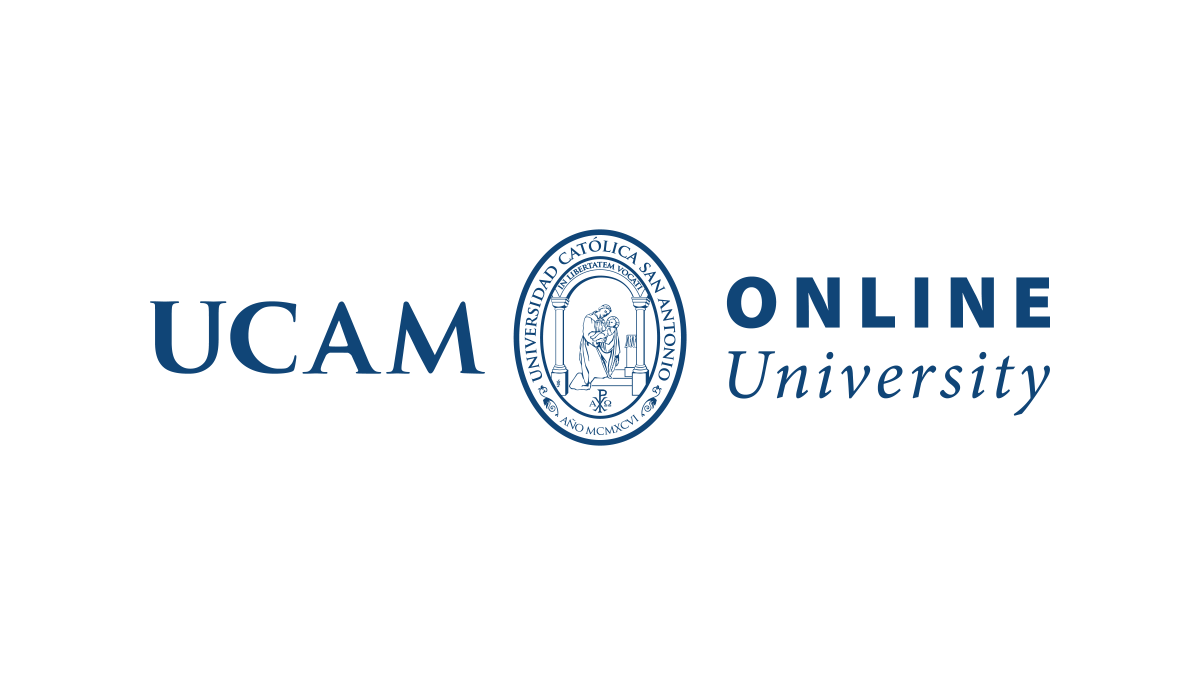 UCAM
UNIVERSIDAD CATÓLICA SAN ANTONIO
IN LIBERTATEM VOCATI
Α Ω
AÑO MCMXCVI
ONLINE
University